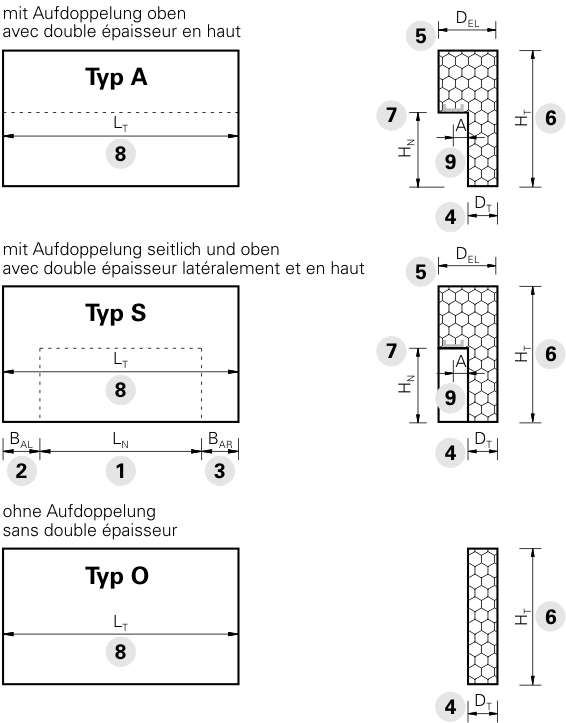 mit Aufdoppelung oben
avec double épaisseur en haut
Typ A
L_T
8
D_EL
5
7
H_N
A
9
H_T
6
4
D_T
mit Aufdoppelung seitlich und oben
avec double épaisseur latéralement et en haut
Typ S
L_T
8
B_AL
L_N
B_AR
2
1
3
D_EL
5
7
H_N
A
9
H_T
6
4
D_T
ohne Aufdoppelung
sans double épaisseur
Typ O
L_T
8
H_T
6
4
D_T